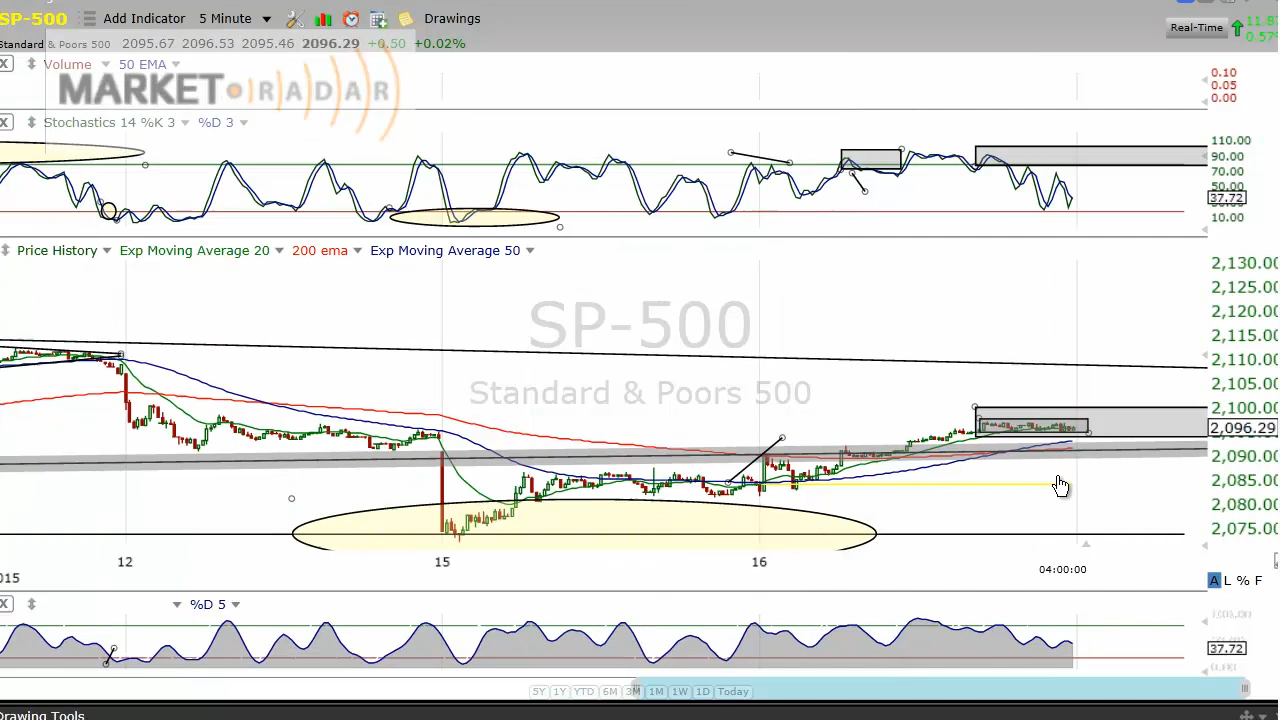 SP-500 Add Indicator 5 Minute Drawings
Real-Time 11.8
0.57
Standard & Poors 500 2095.67 2096.53 2095.46 2096.29 +0.50 +0.02%
X Volume 50 EMA
MARKET RADAR
0.10
0.05
0.00
X Stochastics 14 %K 3 %D 3
110.00
90.00
70.00
50.00
37.72
10.00
Price History Exp Moving Average 20 200 ema Exp Moving Average 50
SP-500
Standard & Poors 500
2,130.00
2,125.00
2,120.00
2,115.00
2,110.00
2,105.00
2,100.00
2,096.29
2,090.00
2,085.00
2,080.00
2,075.00
12 15 16
2015 04:00:00
A L % F
X %D 5
37.72
5Y 1Y YTD 6M 3M 1M 1W 1D Today
Drawing Tools